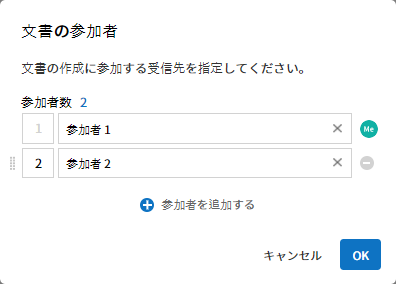 文書の参加者
文書の作成に参加する受信先を指定してください。
参加者数 2
1 参加者 1 Me
2 参加者 2
参加者を追加する
キャンセル OK